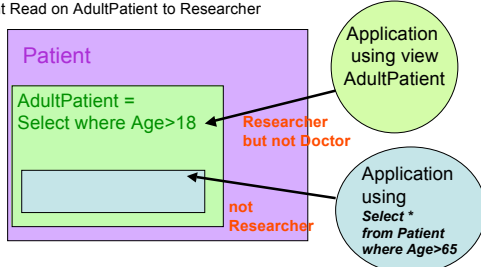 t Read on AdultPatient to Researcher
Patient
AdultPatient =
Select where Age>18
Researcher
but not Doctor
not
Researcher
Application
using view
AdultPatient
Application
using
Select *
from Patient
where Age>65